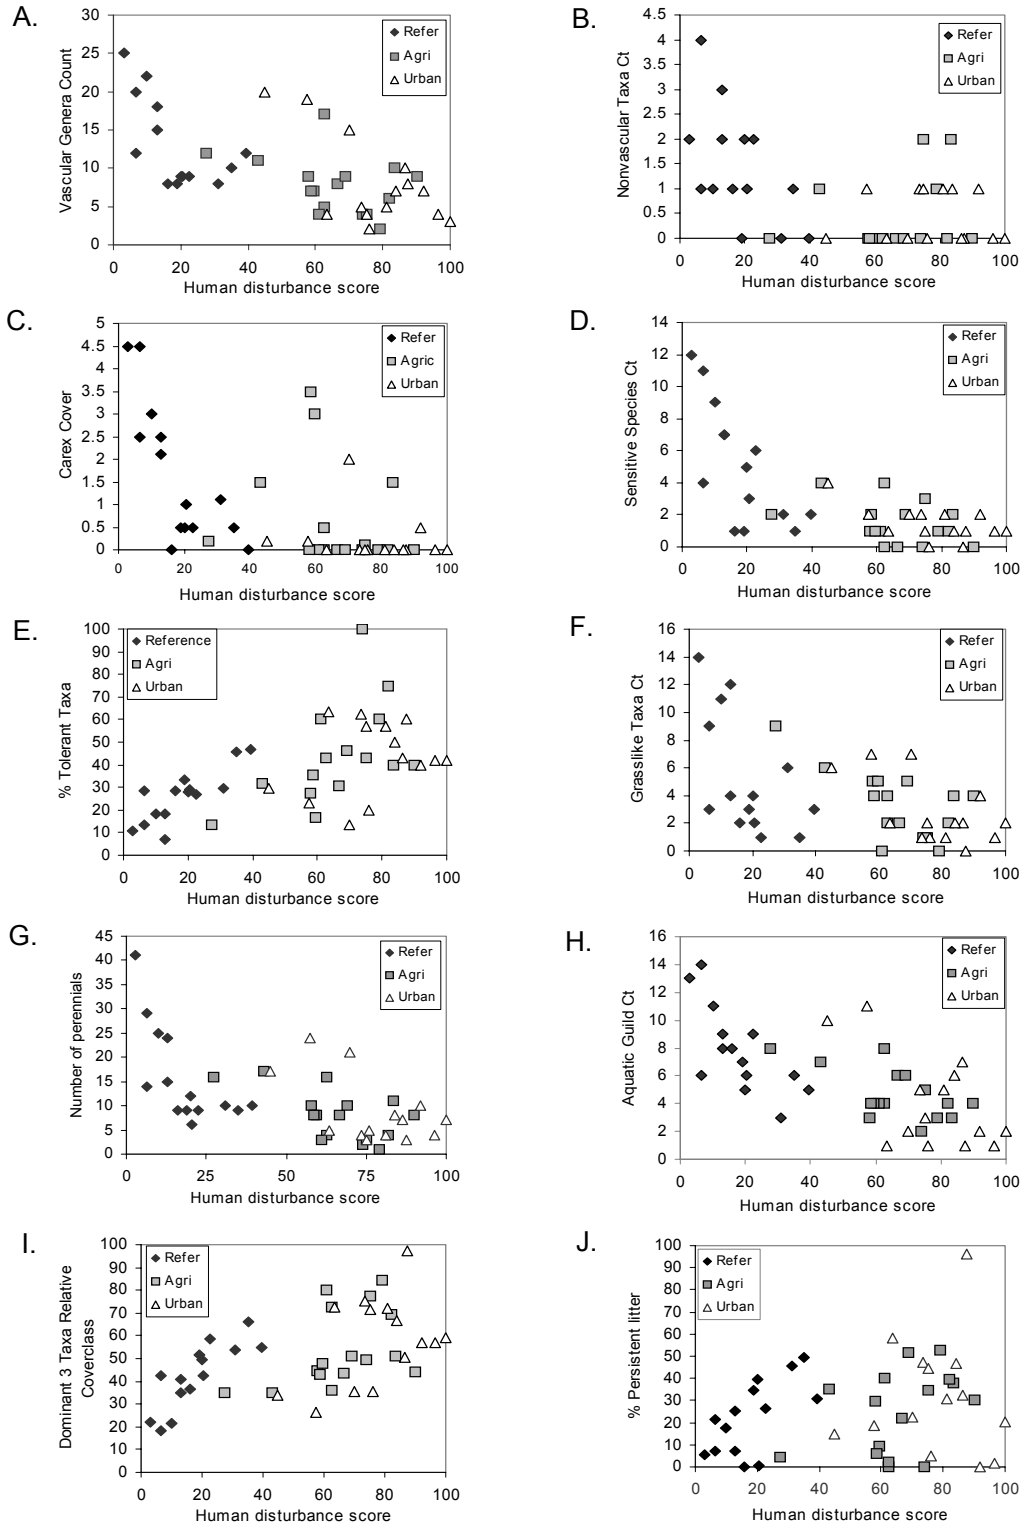 A.
30
25
20
15
10
5
0
Vascular Genera Count
Refer
Agri
Urban
0 20 40 60 80 100
Human disturbance score
B.
4.5
4
3.5
3
2.5
2
1.5
1
0.5
0
Nonvascular Taxa Ct
Refer
Agri
Urban
0 20 40 60 80 100
Human disturbance score
C.
5
4.5
4
3.5
3
2.5
2
1.5
1
0.5
0
Carex Cover
Refer
Agric
Urban
0 20 40 60 80 100
Human disturbance score
D.
14
12
10
8
6
4
2
0
Sensitive Species Ct
Refer
Agri
Urban
0 20 40 60 80 100
Human disturbance score
E.
100
90
80
70
60
50
40
30
20
10
0
% Tolerant Taxa
Reference
Agri
Urban
0 20 40 60 80 100
Human disturbance score
F.
16
14
12
10
8
6
4
2
0
Grasslike Taxa Ct
Refer
Agri
Urban
0 20 40 60 80 100
Human disturbance score
G.
45
40
35
30
25
20
15
10
5
0
Number of perennials
Refer
Agri
Urban
0 25 50 75 100
Human disturbance score
H.
16
14
12
10
8
6
4
2
0
Aquatic Guild Ct
Refer
Agri
Urban
0 20 40 60 80 100
Human disturbance score
I.
100
90
80
70
60
50
40
30
20
10
0
Dominant 3 Taxa Relative
Coverclass
Refer
Agri
Urban
0 20 40 60 80 100
Human disturbance score
J.
100
90
80
70
60
50
40
30
20
10
0
% Persistent litter
Refer
Agri
Urban
0 20 40 60 80 100
Human disturbance score